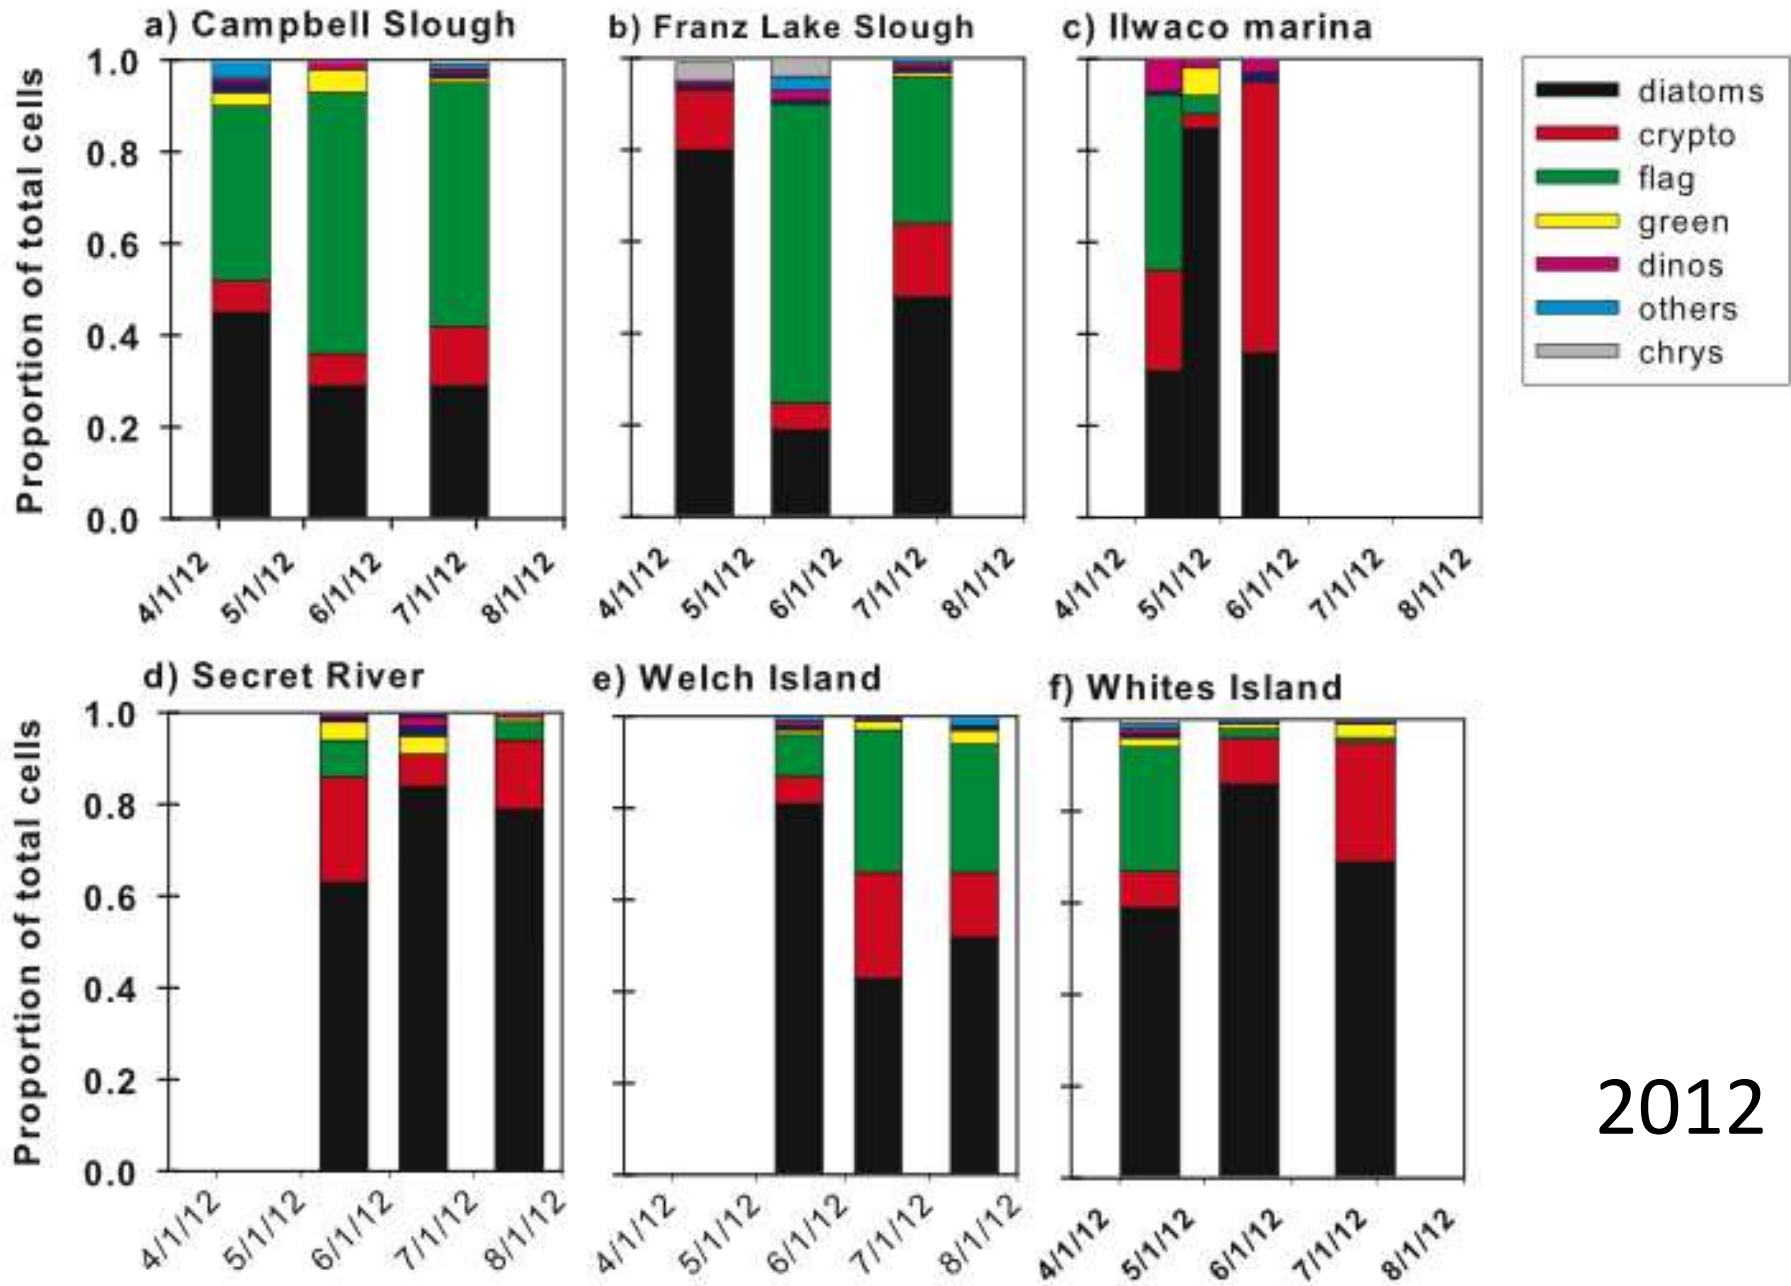 a) Campbell Slough
b) Franz Lake Slough
c) Ilwaco marina
Proportion of total cells
1.0
0.8
0.6
0.4
0.2
0.0
4/1/12 5/1/12 6/1/12 7/1/12 8/1/12
4/1/12 5/1/12 6/1/12 7/1/12 8/1/12
4/1/12 5/1/12 6/1/12 7/1/12 8/1/12
diatoms
crypto
flag
green
dinos
others
chrys
d) Secret River
e) Welch Island
f) Whites Island
Proportion of total cells
1.0
0.8
0.6
0.4
0.2
0.0
4/1/12 5/1/12 6/1/12 7/1/12 8/1/12
4/1/12 5/1/12 6/1/12 7/1/12 8/1/12
4/1/12 5/1/12 6/1/12 7/1/12 8/1/12
2012